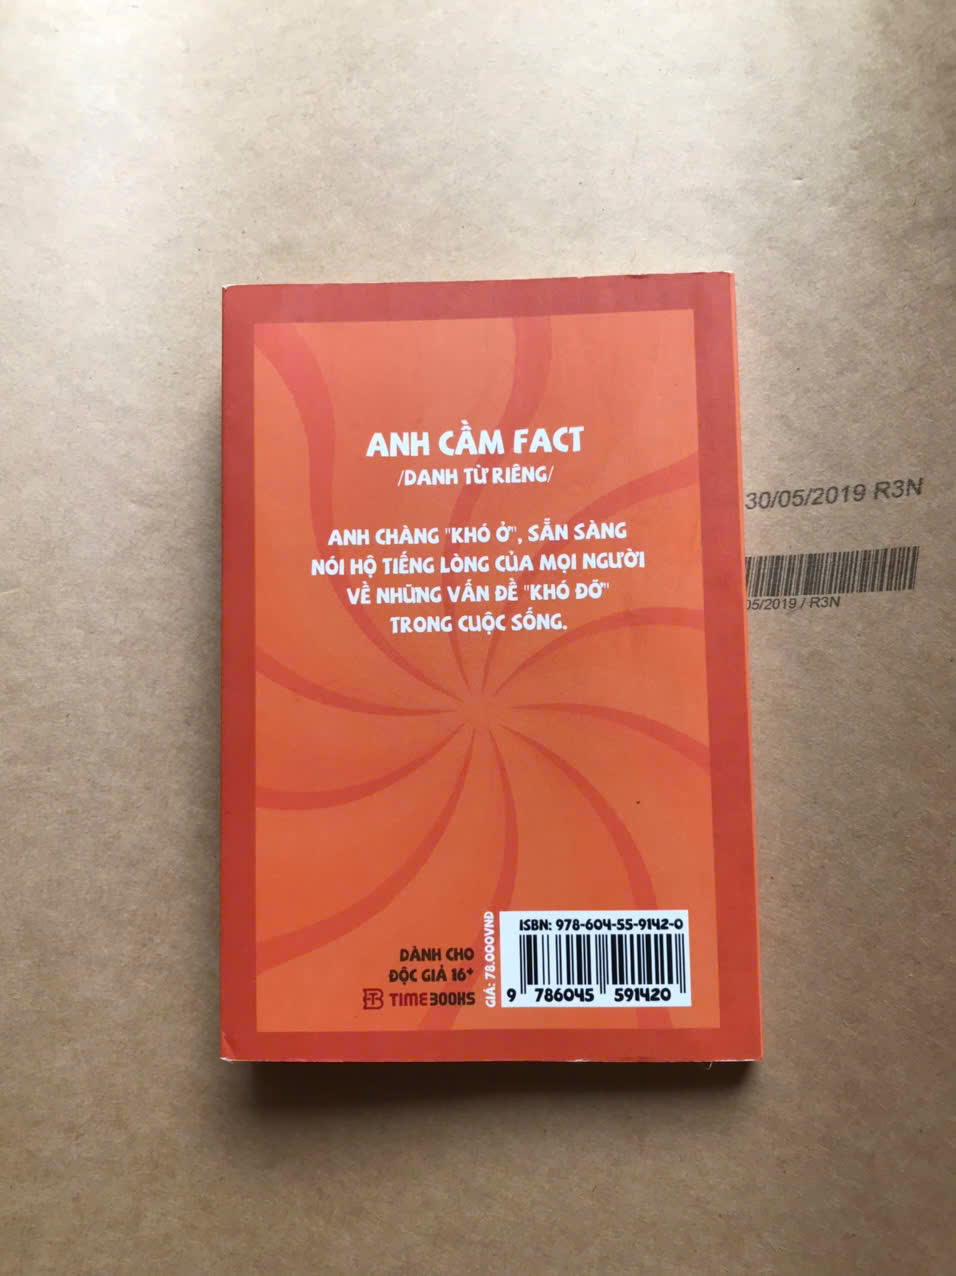 ANH CẦM FACT
/DANH TỪ RIÊNG/
ANH CHÀNG "KHÓ Ở", SẴN SÀNG
NÓI HỘ TIẾNG LÒNG CỦA MỌI NGƯỜI
VỀ NHỮNG VẤN ĐỀ "KHÓ ĐỠ"
TRONG CUỘC SỐNG.
30/05/2019 R3N
05/2019 / R3N
DÀNH CHO
ĐỘC GIẢ 16+
TB TIMEBOOKS
GIÁ: 78.000VNĐ
ISBN: 978-604-55-9142-0
9 786045 591420